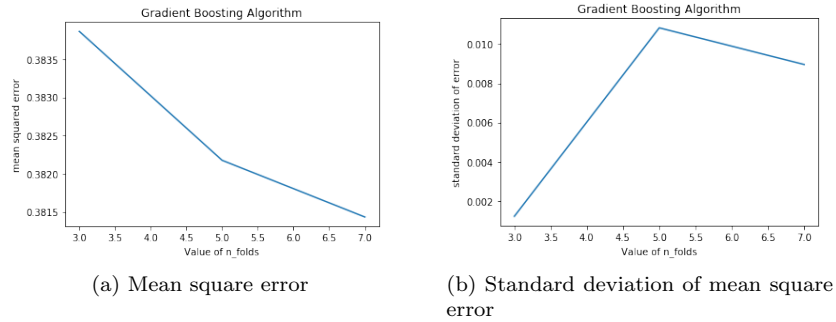 Gradient Boosting Algorithm
mean squared error
0.3835
0.3830
0.3825
0.3820
0.3815
3.0 3.5 4.0 4.5 5.0 5.5 6.0 6.5 7.0
Value of n_folds
(a) Mean square error
Gradient Boosting Algorithm
standard deviation of error
0.010
0.008
0.006
0.004
0.002
3.0 3.5 4.0 4.5 5.0 5.5 6.0 6.5 7.0
Value of n_folds
(b) Standard deviation of mean square
error